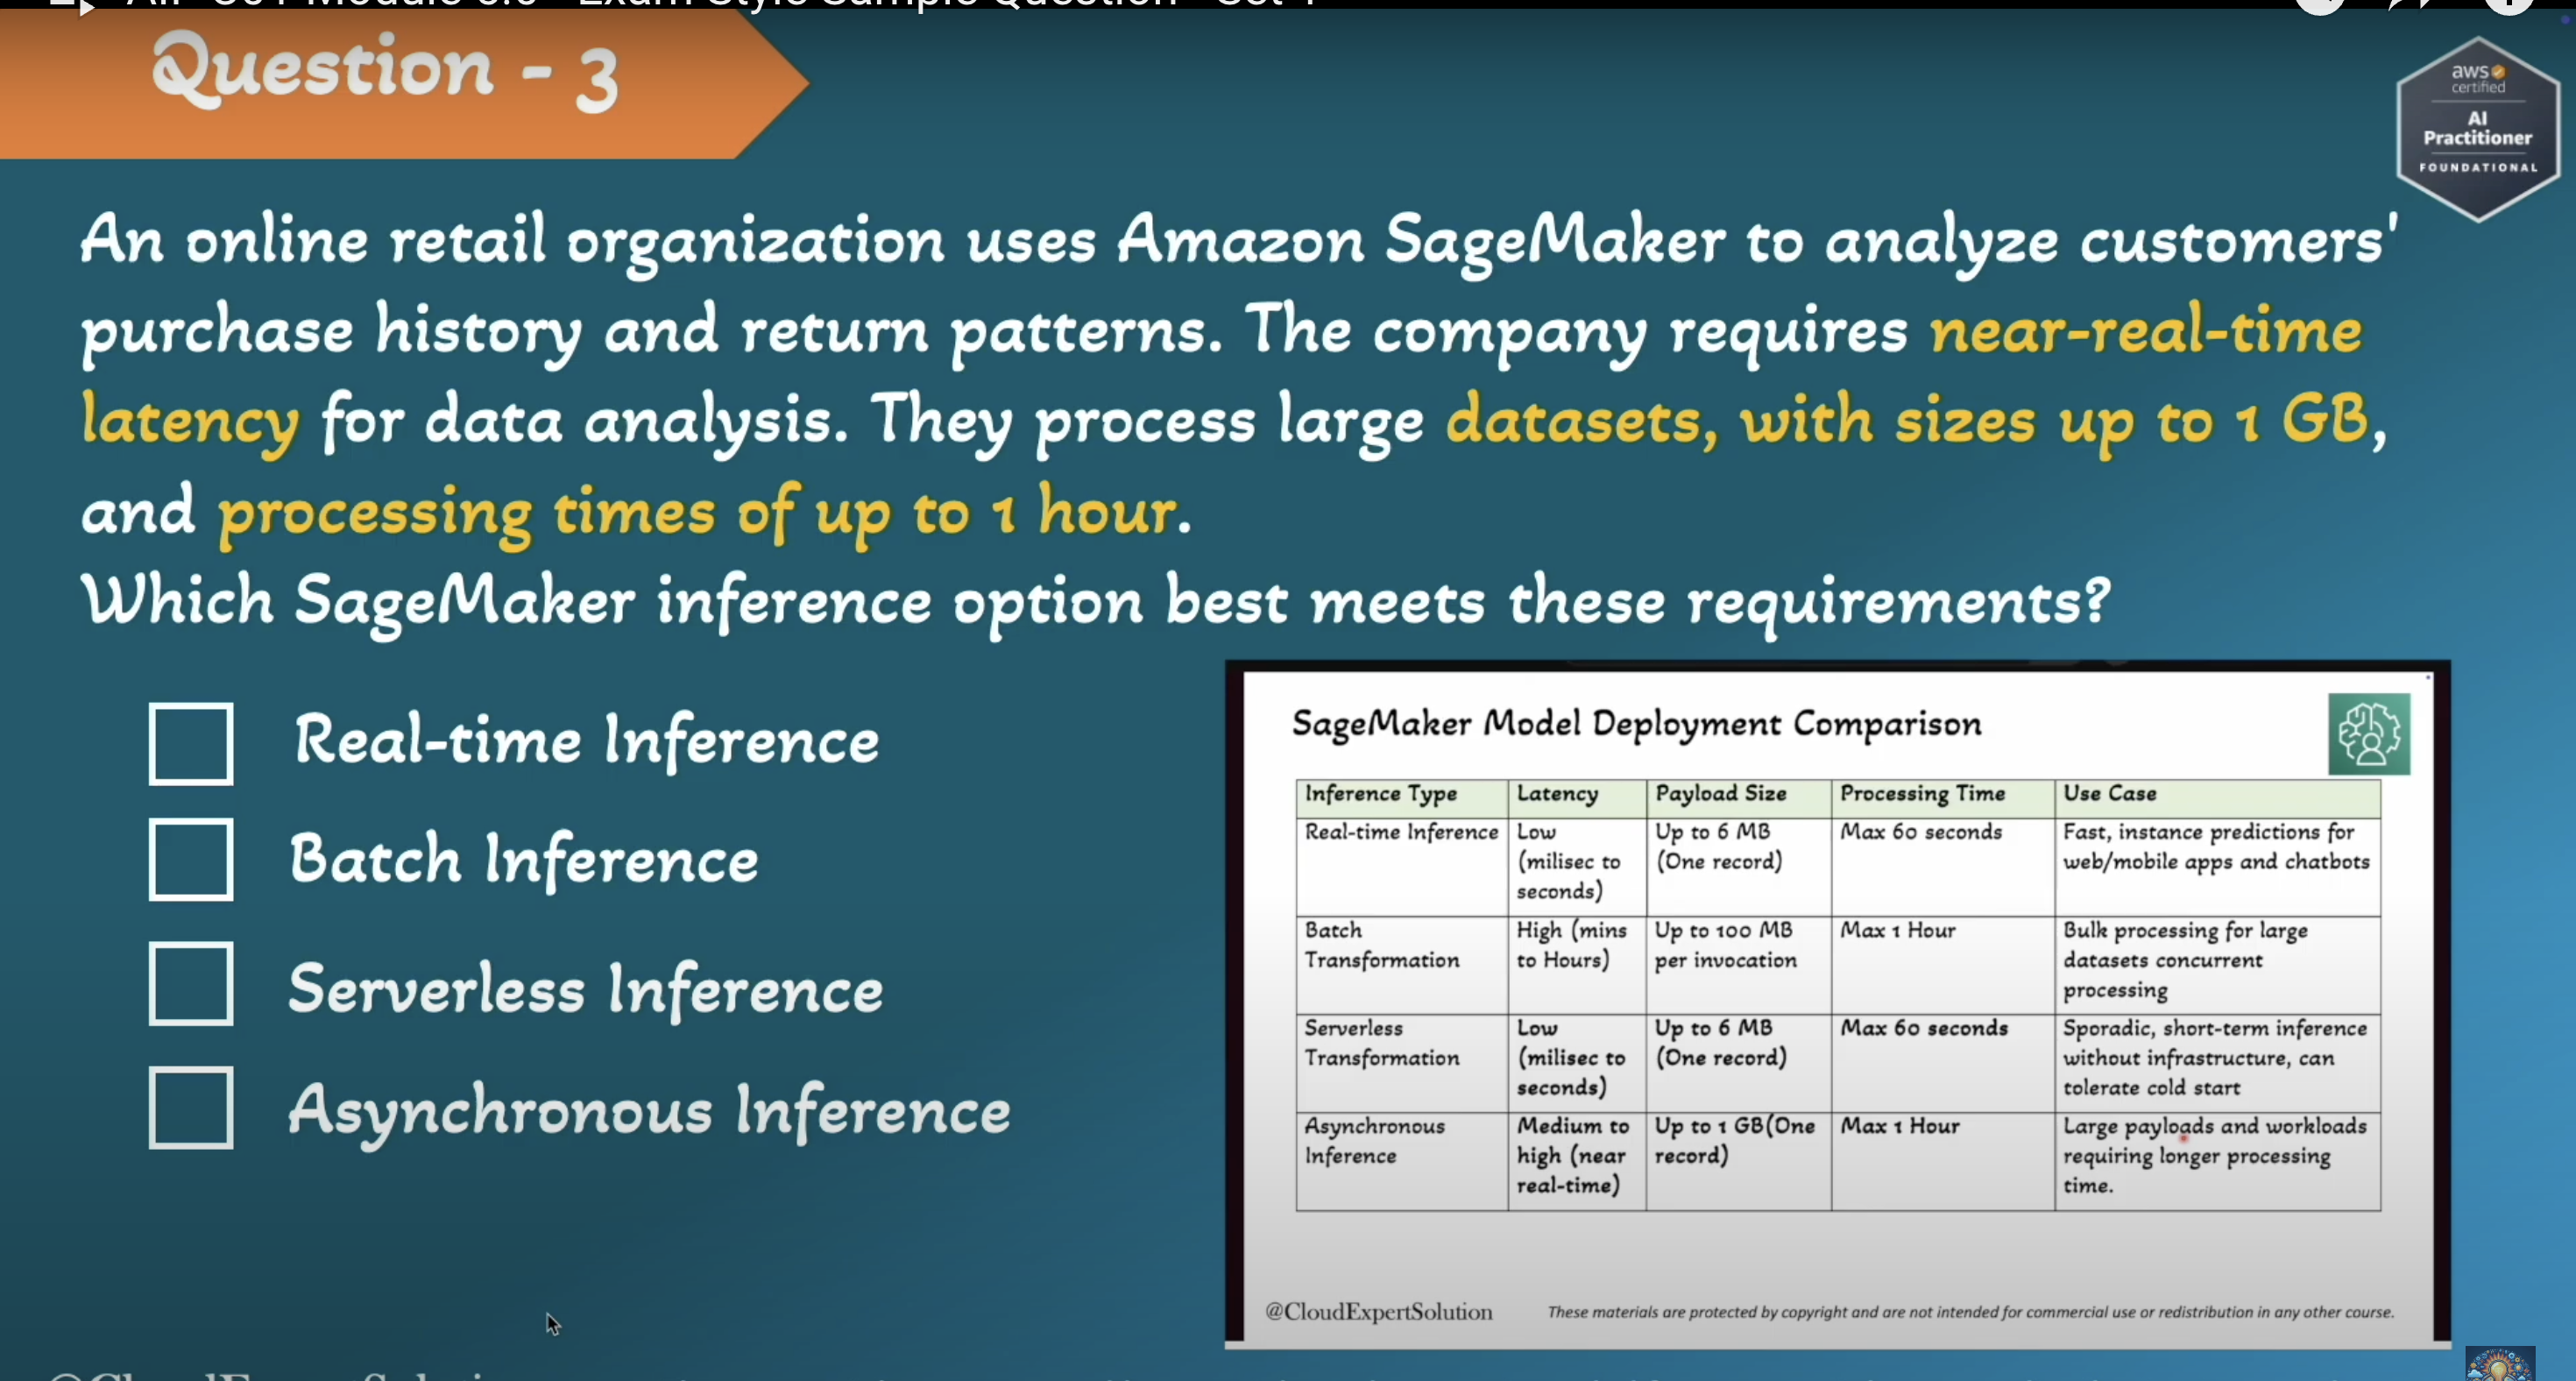 Question - 3
aws
certified
AI
Practitioner
FOUNDATIONAL
An online retail organization uses Amazon SageMaker to analyze customers'
purchase history and return patterns. The company requires near-real-time
latency for data analysis. They process large datasets, with sizes up to 1 GB,
and processing times of up to 1 hour.
Which SageMaker inference option best meets these requirements?
Real-time Inference
Batch Inference
Serverless Inference
Asynchronous Inference
SageMaker Model Deployment Comparison
Inference Type Latency Payload Size Processing Time Use Case
Real-time Inference Low Up to 6 MB Max 60 seconds Fast, instance predictions for
(milisec to (One record) web/mobile apps and chatbots
seconds)
Batch High (mins Up to 100 MB Max 1 Hour Bulk processing for large
Transformation to Hours) per invocation datasets concurrent
processing
Serverless Low Up to 6 MB Max 60 seconds Sporadic, short-term inference
Transformation (milisec to (One record) without infrastructure, can
seconds) tolerate cold start
Asynchronous Medium to Up to 1 GB(One Max 1 Hour Large payloads and workloads
Inference high (near record) requiring longer processing
real-time) time.
@CloudExpertSolution These materials are protected by copyright and are not intended for commercial use or redistribution in any other course.